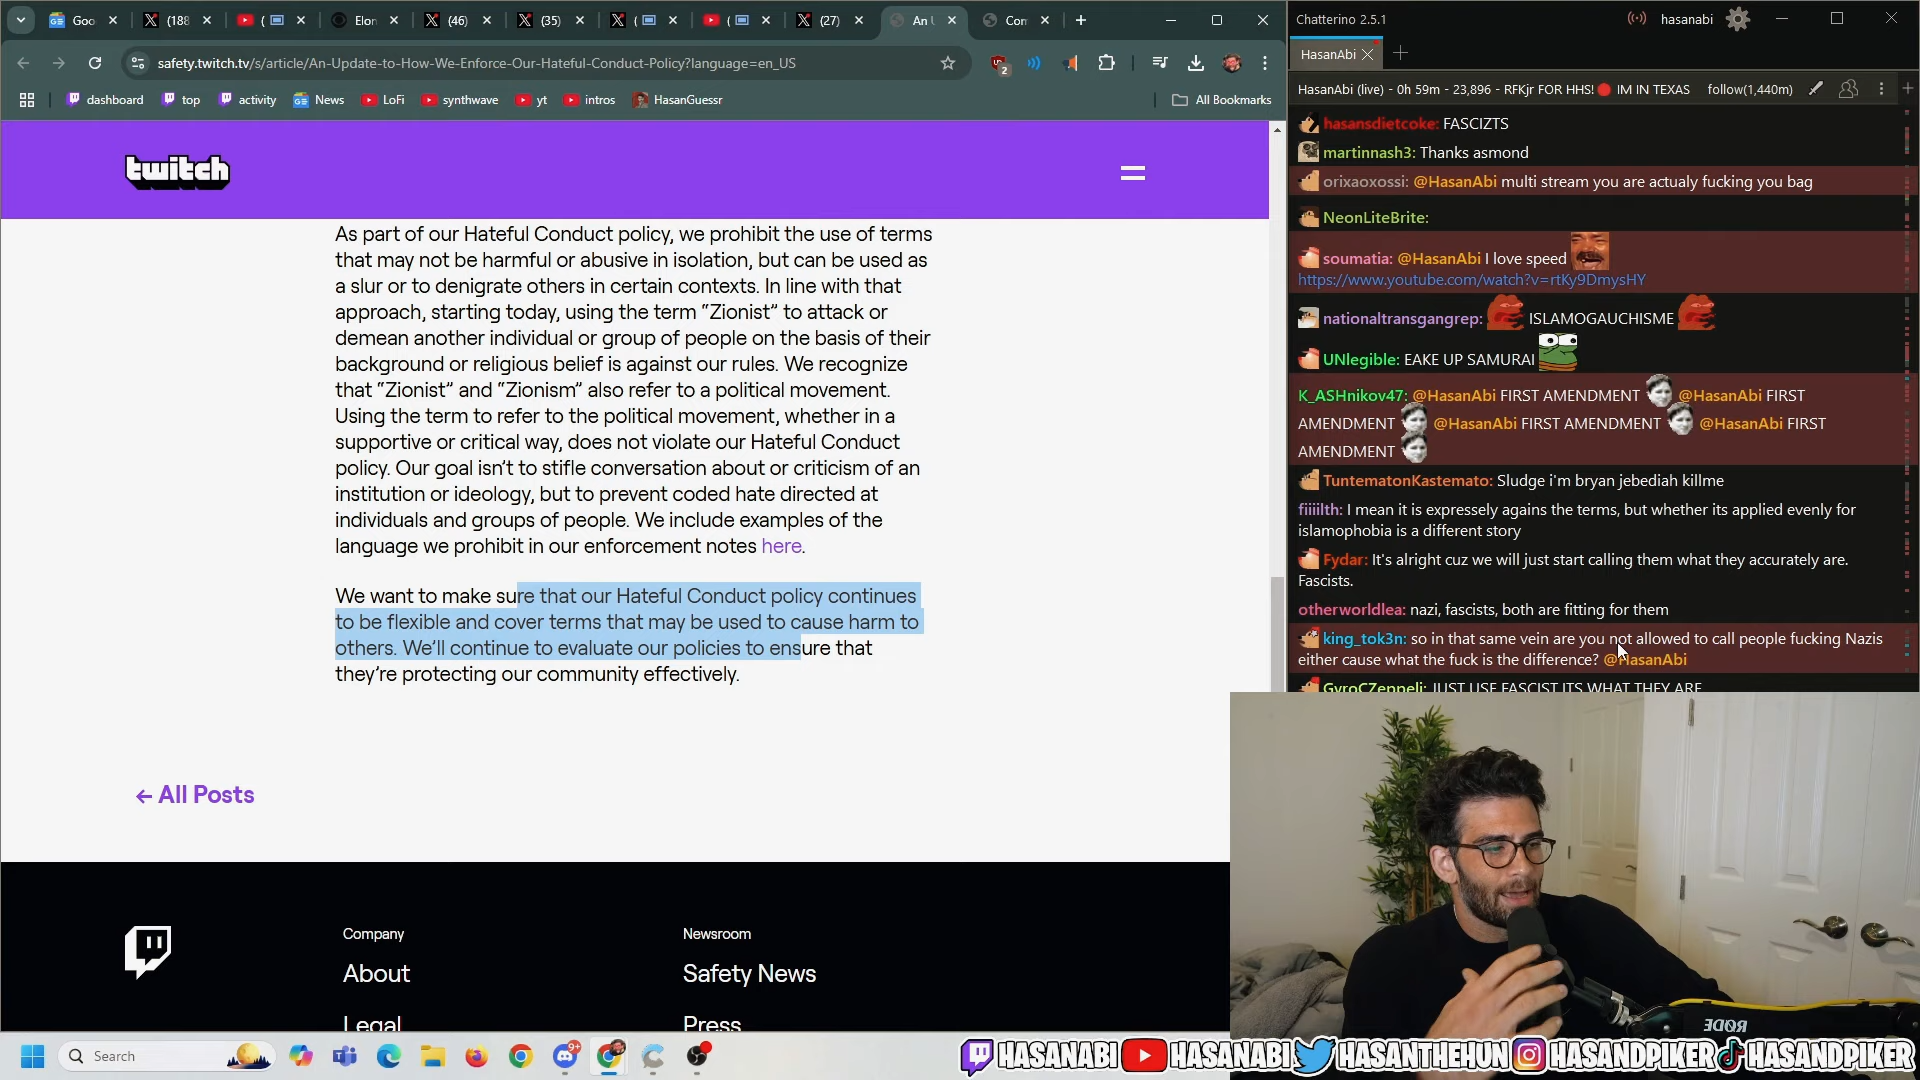 Goo
(188
(
Elon
(46)
(35)
(
(
(27)
An U
Con
safety.twitch.tv/s/article/An-Update-to-How-We-Enforce-Our-Hateful-Conduct-Policy?language=en_US
2
dashboard
top
activity
News
LoFi
synthwave
yt
intros
HasanGuessr
All Bookmarks
twitch
As part of our Hateful Conduct policy, we prohibit the use of terms
that may not be harmful or abusive in isolation, but can be used as
a slur or to denigrate others in certain contexts. In line with that
approach, starting today, using the term “Zionist” to attack or
demean another individual or group of people on the basis of their
background or religious belief is against our rules. We recognize
that “Zionist” and “Zionism” also refer to a political movement.
Using the term to refer to the political movement, whether in a
supportive or critical way, does not violate our Hateful Conduct
policy. Our goal isn’t to stifle conversation about or criticism of an
institution or ideology, but to prevent coded hate directed at
individuals and groups of people. We include examples of the
language we prohibit in our enforcement notes here.
We want to make sure that our Hateful Conduct policy continues
to be flexible and cover terms that may be used to cause harm to
others. We’ll continue to evaluate our policies to ensure that
they’re protecting our community effectively.
← All Posts
Company
About
Legal
Newsroom
Safety News
Press
Chatterino 2.5.1
hasanabi
HasanAbi
HasanAbi (live) - 0h 59m - 23,896 - RFKjr FOR HHS! IM IN TEXAS
follow(1,440m)
hasansdietcoke: FASCIZTS
martinnash3: Thanks asmond
orixaoxossi: @HasanAbi multi stream you are actualy fucking you bag
NeonLiteBrite:
soumatia: @HasanAbi I love speed
https://www.youtube.com/watch?v=rtKy9DmysHY
nationaltransgangrep: ISLAMOGAUCHISME
UNlegible: EAKE UP SAMURAI
K_ASHnikov47: @HasanAbi FIRST AMENDMENT @HasanAbi FIRST
AMENDMENT @HasanAbi FIRST AMENDMENT @HasanAbi FIRST
AMENDMENT
TuntematonKastemato: Sludge i'm bryan jebediah killme
fiiiilth: I mean it is expressely agains the terms, but whether its applied evenly for
islamophobia is a different story
Fydar: It's alright cuz we will just start calling them what they accurately are.
Fascists.
otherworldlea: nazi, fascists, both are fitting for them
king_tok3n: so in that same vein are you not allowed to call people fucking Nazis
either cause what the fuck is the difference? @HasanAbi
GyroCZeppeli: JUST USE FASCIST ITS WHAT THEY ARE
RØDE
Search
9+
HASANABI HASANABI HASANTHEHUN HASANDPIKER HASANDPIKER